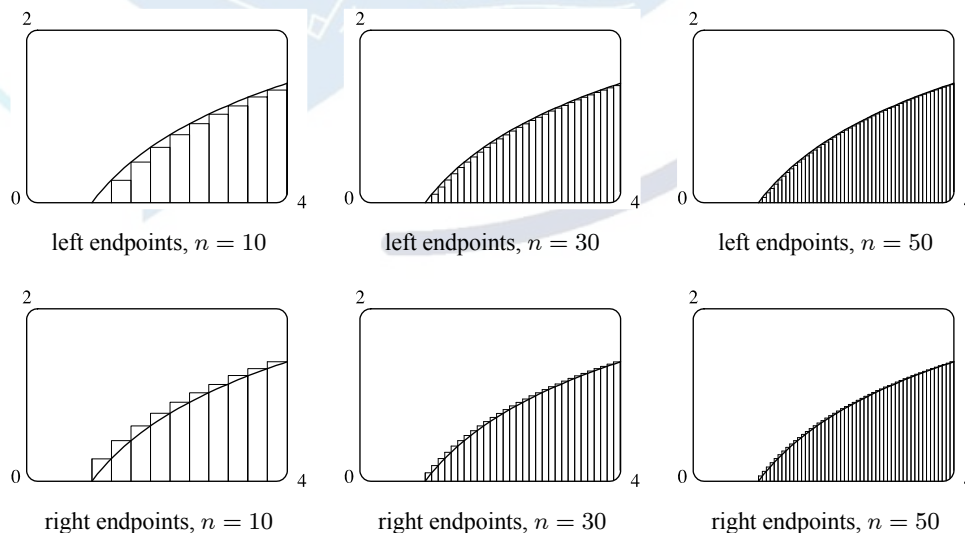 2 2 2
0 4 0 4 0
left endpoints, n = 10 left endpoints, n = 30 left endpoints, n = 50
2 2 2
0 4 0 4 0
right endpoints, n = 10 right endpoints, n = 30 right endpoints, n = 50